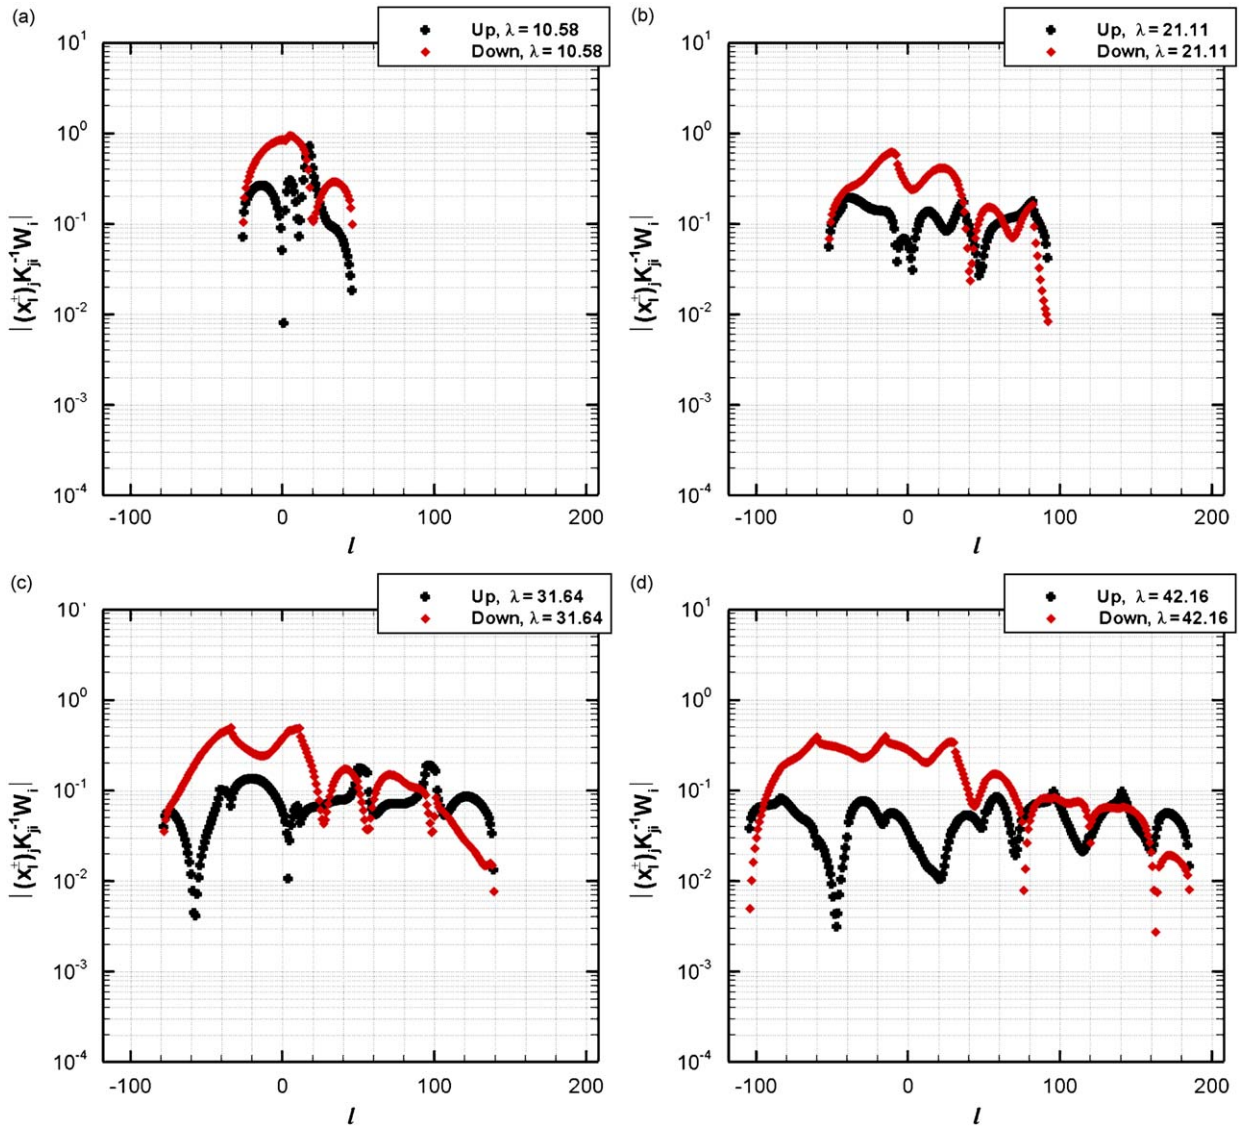 (a)
Up, λ = 10.58
Down, λ = 10.58
10¹
10⁰
10⁻¹
10⁻²
10⁻³
10⁻⁴
-100 0 100 200
l
|(x_l^±)_j K_ji^-1 W_i|
(b)
Up, λ = 21.11
Down, λ = 21.11
10¹
10⁰
10⁻¹
10⁻²
10⁻³
10⁻⁴
-100 0 100 200
l
|(x_l^±)_j K_ji^-1 W_i|
(c)
Up, λ = 31.64
Down, λ = 31.64
10¹
10⁰
10⁻¹
10⁻²
10⁻³
10⁻⁴
-100 0 100 200
l
|(x_l^±)_j K_ji^-1 W_i|
(d)
Up, λ = 42.16
Down, λ = 42.16
10¹
10⁰
10⁻¹
10⁻²
10⁻³
10⁻⁴
-100 0 100 200
l
|(x_l^±)_j K_ji^-1 W_i|